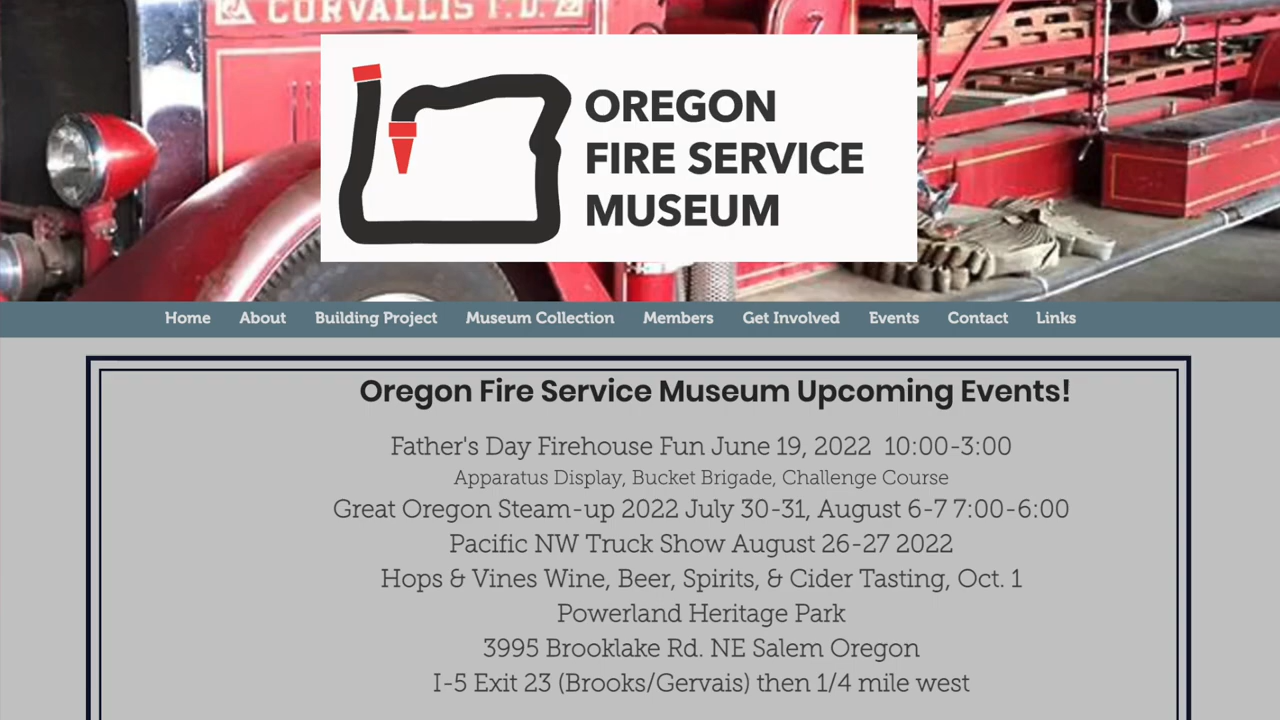 CORVALLIS F.D.
OREGON
FIRE SERVICE
MUSEUM
Home About Building Project Museum Collection Members Get Involved Events Contact Links
Oregon Fire Service Museum Upcoming Events!
Father's Day Firehouse Fun June 19, 2022  10:00-3:00
Apparatus Display, Bucket Brigade, Challenge Course
Great Oregon Steam-up 2022 July 30-31, August 6-7 7:00-6:00
Pacific NW Truck Show August 26-27 2022
Hops & Vines Wine, Beer, Spirits, & Cider Tasting, Oct. 1
Powerland Heritage Park
3995 Brooklake Rd. NE Salem Oregon
I-5 Exit 23 (Brooks/Gervais) then 1/4 mile west